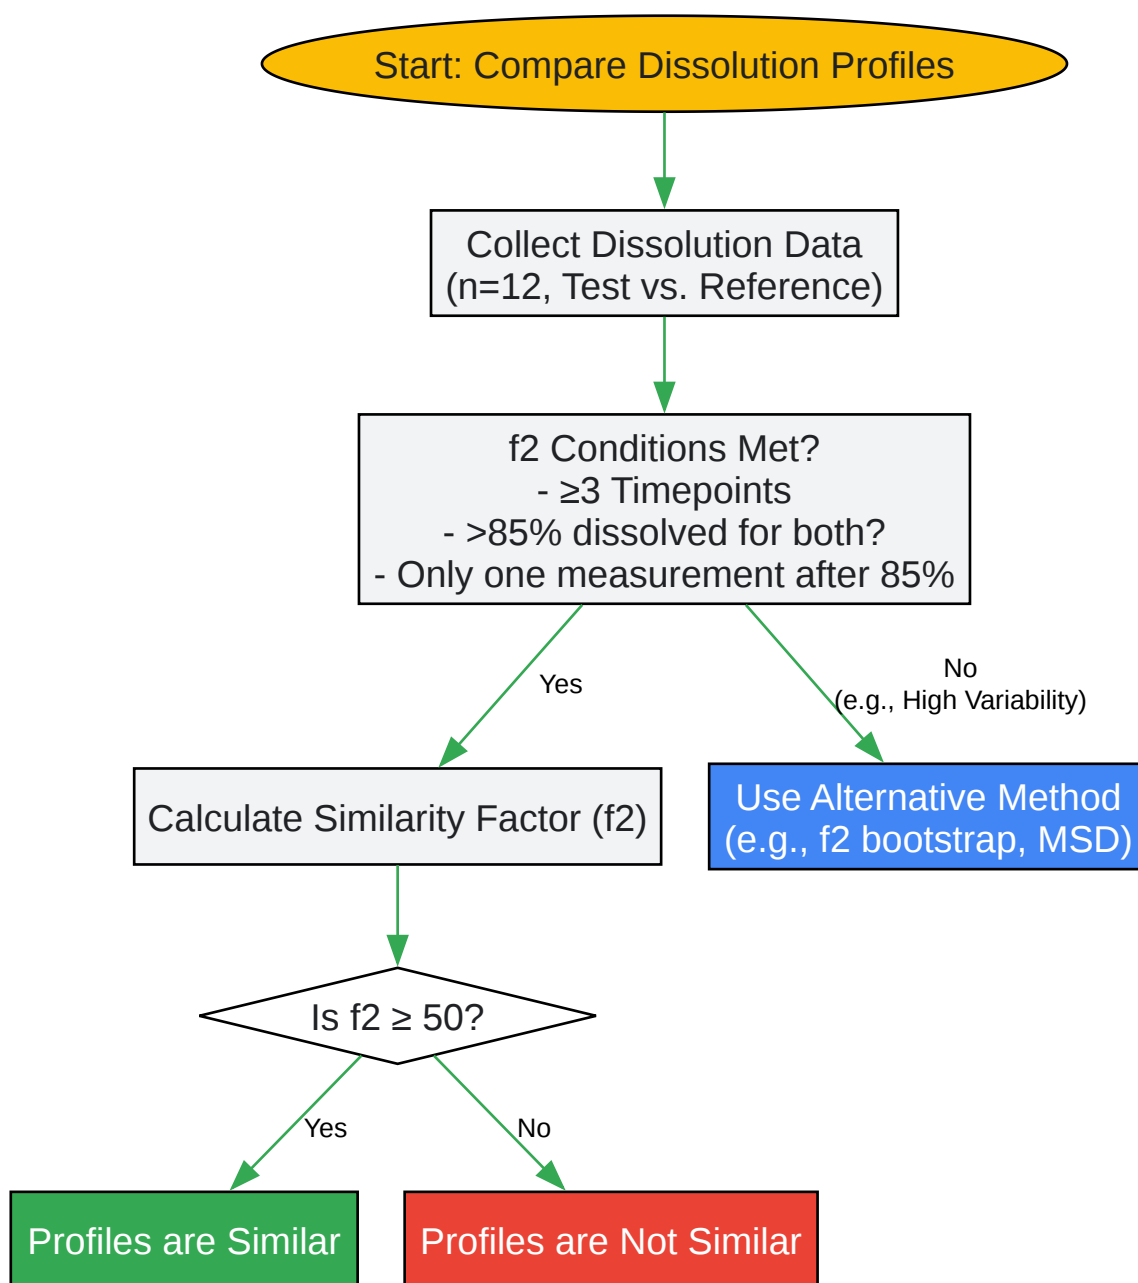 Start: Compare Dissolution Profiles
Collect Dissolution Data
(n=12, Test vs. Reference)
f2 Conditions Met?
- ≥3 Timepoints
- >85% dissolved for both?
- Only one measurement after 85%
Yes
No
(e.g., High Variability)
Calculate Similarity Factor (f2)
Use Alternative Method
(e.g., f2 bootstrap, MSD)
Is f2 ≥ 50?
Yes
No
Profiles are Similar
Profiles are Not Similar